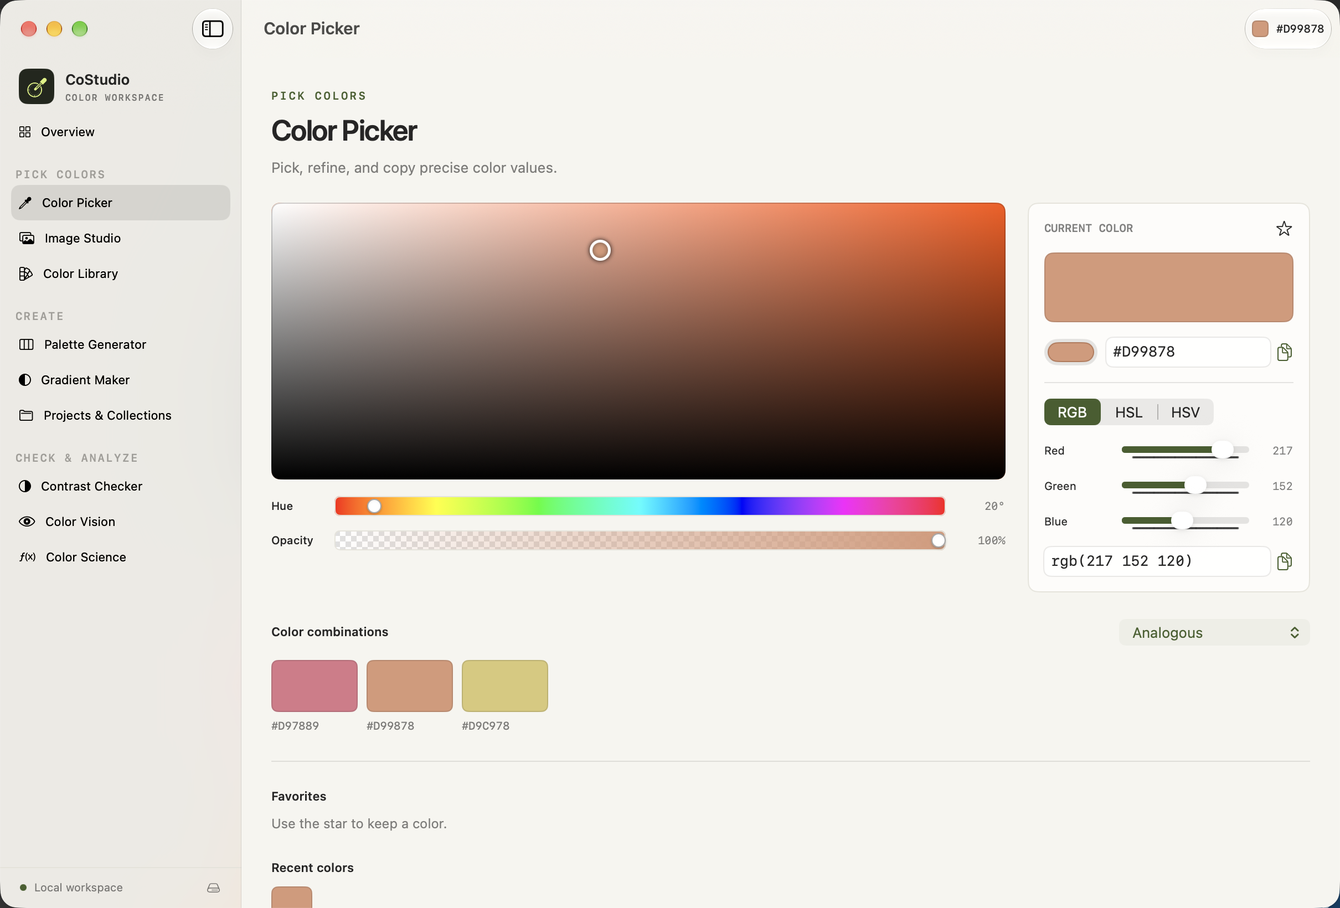 Color Picker
#D99878
CoStudio
COLOR WORKSPACE
Overview
PICK COLORS
Color Picker
Image Studio
Color Library
CREATE
Palette Generator
Gradient Maker
Projects & Collections
CHECK & ANALYZE
Contrast Checker
Color Vision
f(x) Color Science
Local workspace
PICK COLORS
Color Picker
Pick, refine, and copy precise color values.
Hue 20°
Opacity 100%
CURRENT COLOR
#D99878
RGB HSL HSV
Red 217
Green 152
Blue 120
rgb(217 152 120)
Color combinations
Analogous
#D97889 #D99878 #D9C978
Favorites
Use the star to keep a color.
Recent colors